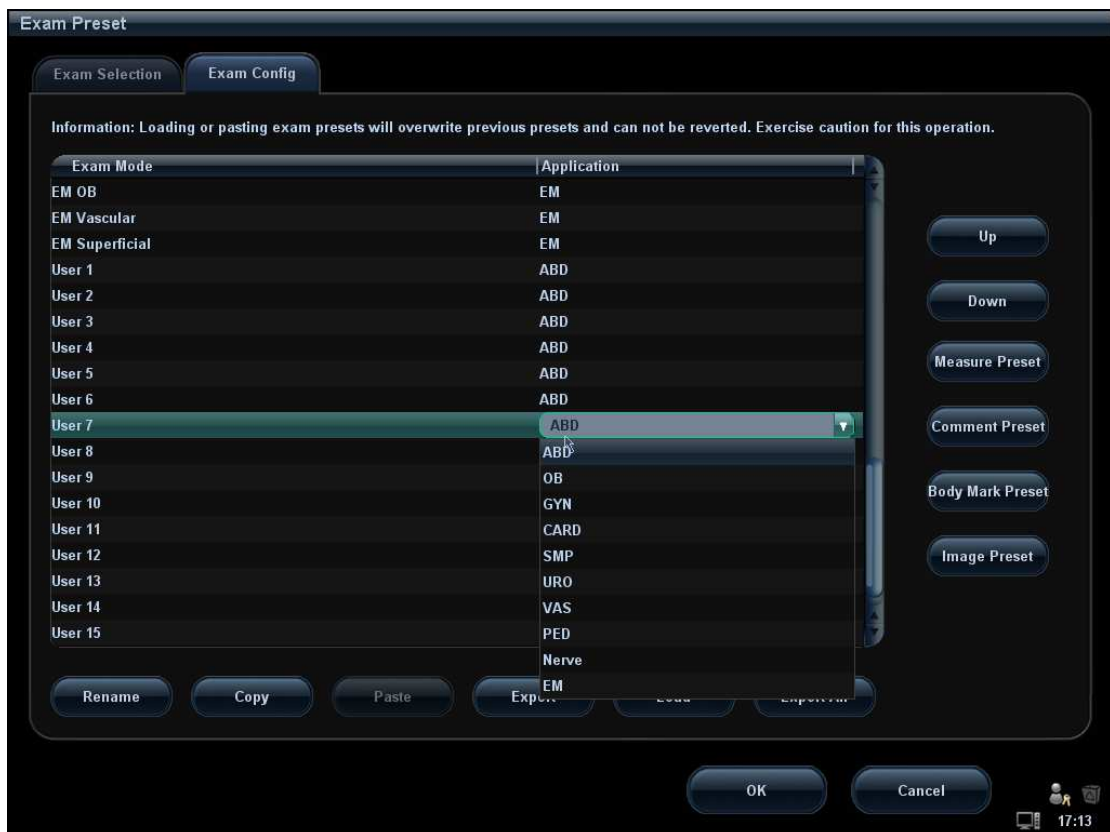 Exam Preset
Exam Selection Exam Config
Information: Loading or pasting exam presets will overwrite previous presets and can not be reverted. Exercise caution for this operation.
Exam Mode Application
EM OB EM
EM Vascular EM
EM Superficial EM
User 1 ABD
User 2 ABD
User 3 ABD
User 4 ABD
User 5 ABD
User 6 ABD
User 7 ABD
User 8 ABD
User 9 OB
User 10 GYN
User 11 CARD
User 12 SMP
User 13 URO
User 14 VAS
User 15 PED
Nerve
EM
Up
Down
Measure Preset
Comment Preset
Body Mark Preset
Image Preset
Rename Copy Paste Export
OK Cancel
17:13